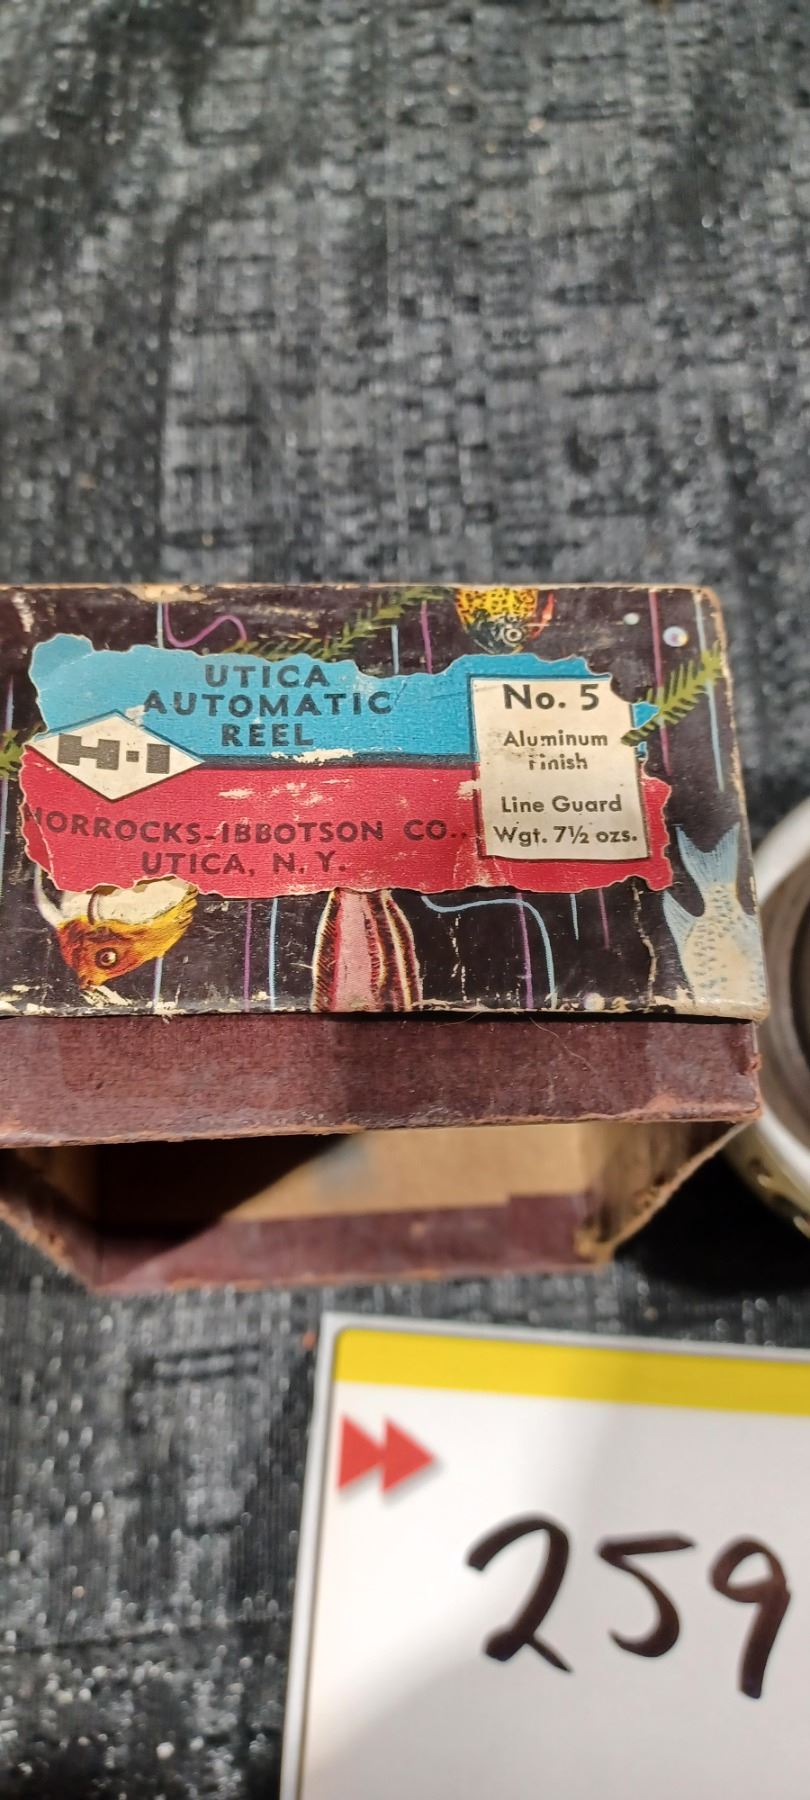 UTICA
AUTOMATIC
REEL
H-I
HORROCKS-IBBOTSON CO.
UTICA, N.Y.
No. 5
Aluminum
Finish
Line Guard
Wgt. 7½ ozs.
259